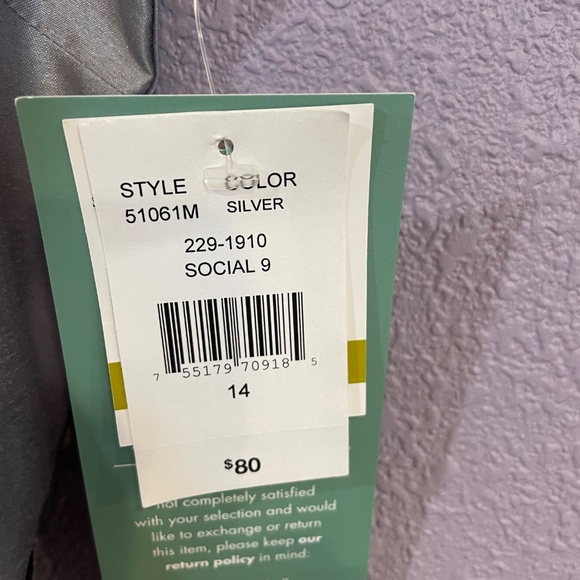 STYLE COLOR
51061M SILVER
229-1910
SOCIAL 9
7 55179 70918 5
14
$80
not completely satisfied
with your selection and would
like to exchange or return
this item, please keep our
return policy in mind: